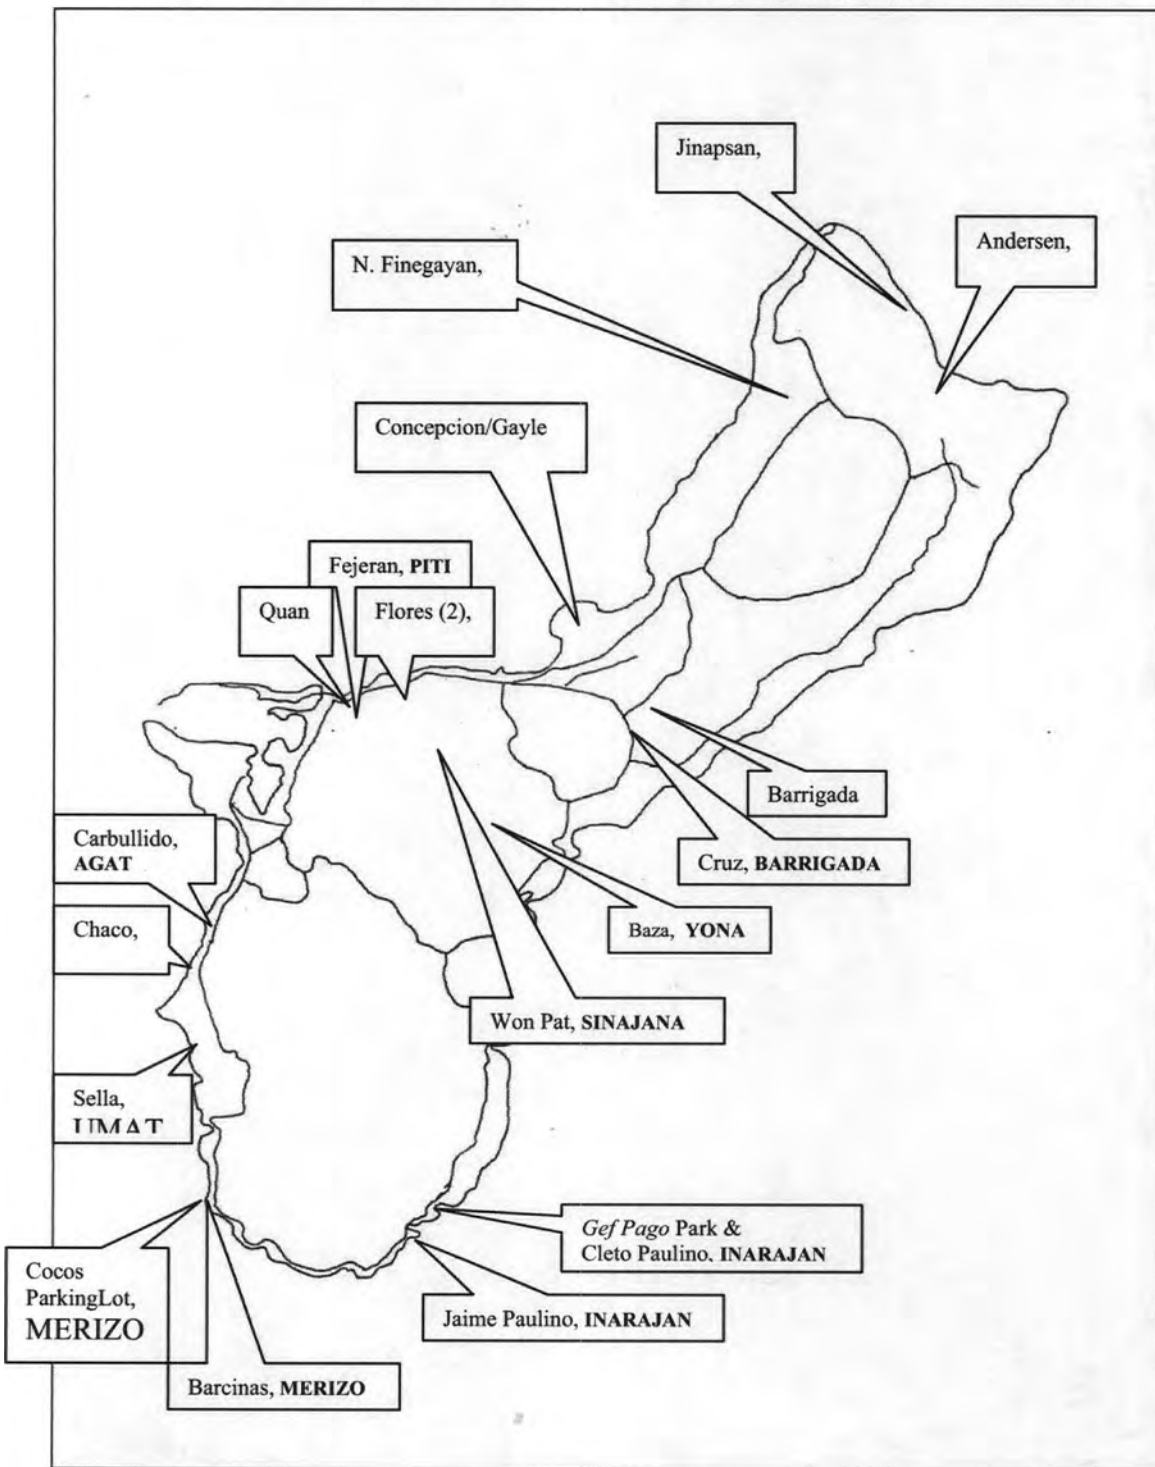 Jinapsan,
Andersen,
N. Finegayan,
Concepcion/Gayle
Fejeran, PITI
Quan
Flores (2),
Barrigada
Carbullido,
AGAT
Cruz, BARRIGADA
Chaco,
Baza, YONA
Won Pat, SINAJANA
Sella,
UMAT
Gef Pago Park &
Cleto Paulino, INARAJAN
Cocos
ParkingLot,
MERIZO
Jaime Paulino, INARAJAN
Barcinas, MERIZO